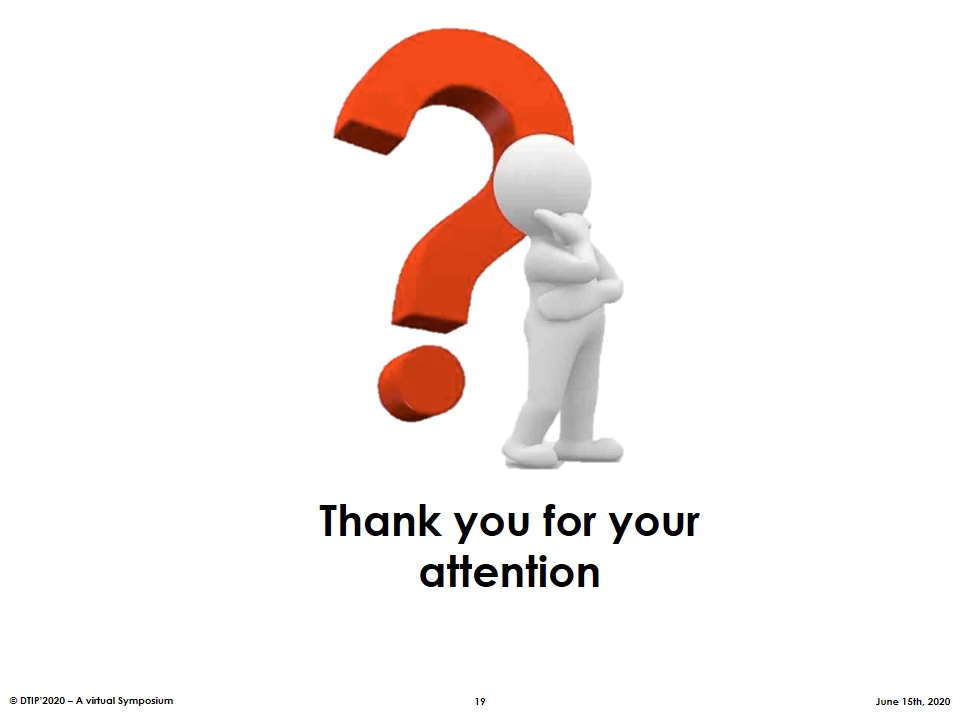 Thank you for your
attention
© DTIP'2020 – A virtual Symposium
19
June 15th, 2020